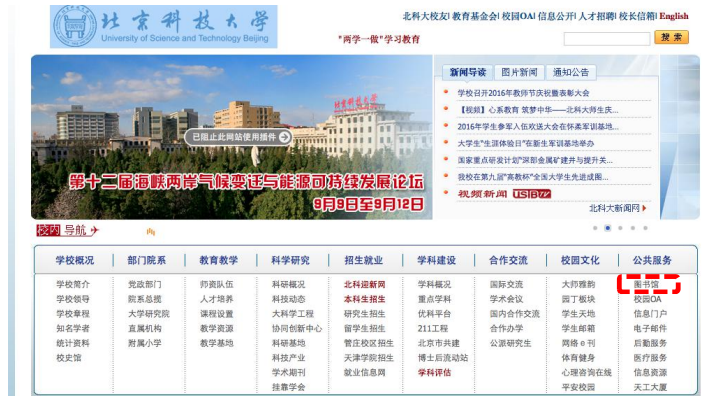 北京科技大学
University of Science and Technology Beijing
北科大校友| 教育基金会| 校园OA| 信息公开| 人才招聘| 校长信箱| English
"两学一做"学习教育
搜 索
新闻导读 图片新闻 通知公告
学校召开2016年教师节庆祝暨表彰大会
【视频】心系教育 筑梦中华——北科大师生庆...
2016年学生参军入伍欢送大会在怀柔军训基地...
大学生"生涯体验日"在新生军训基地举办
国家重点研发计划"深部金属矿建井与提升关...
我校在第九届"高教杯"全国大学生先进成图...
视频新闻 USTBTV
北科大新闻网
北京科技大学
已阻止此网站使用插件
第十二届海峡两岸气候变迁与能源可持续发展论坛
9月9日至9月12日
校内 导航
学校概况 部门院系 教育教学 科学研究 招生就业 学科建设 合作交流 校园文化 公共服务
学校简介 党政部门 师资队伍 科研概况 北科迎新网 学科概况 国际交流 大师雅韵 图书馆
学校领导 院系总揽 人才培养 科技动态 本科生招生 重点学科 学术会议 园丁板块 校园OA
学校章程 大学研究院 课程设置 大科学工程 研究生招生 优科平台 国内合作交流 学生天地 信息门户
知名学者 直属机构 教学资源 协同创新中心 留学生招生 211工程 合作办学 学生邮箱 电子邮件
统计资料 附属小学 教学基地 科研基地 管庄校区招生 北京市共建 公派研究生 网络e刊 后勤服务
校史馆 科技产业 天津学院招生 博士后流动站 体育健身 医疗服务
学术期刊 就业信息网 学科评估 心理咨询在线 信息资源
挂靠学会 平安校园 天工大厦